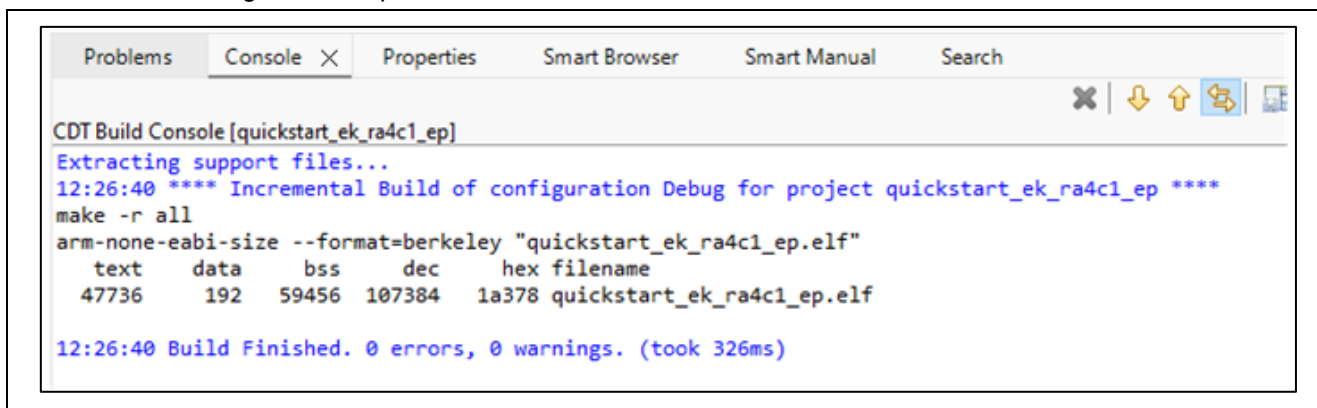 Problems Console Properties Smart Browser Smart Manual Search
CDT Build Console [quickstart_ek_ra4c1_ep]
Extracting support files...
12:26:40 **** Incremental Build of configuration Debug for project quickstart_ek_ra4c1_ep ****
make -r all
arm-none-eabi-size --format=berkeley "quickstart_ek_ra4c1_ep.elf"
text data bss dec hex filename
47736 192 59456 107384 1a378 quickstart_ek_ra4c1_ep.elf
12:26:40 Build Finished. 0 errors, 0 warnings. (took 326ms)